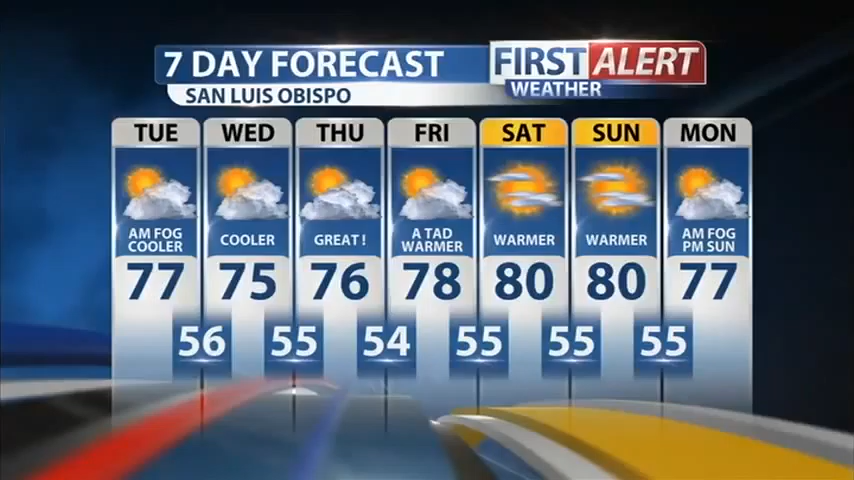 7 DAY FORECAST
FIRST ALERT
WEATHER
SAN LUIS OBISPO
TUE WED THU FRI SAT SUN MON
AM FOG
COOLER
COOLER
GREAT !
A TAD
WARMER
WARMER
WARMER
AM FOG
PM SUN
77 75 76 78 80 80 77
56 55 54 55 55 55